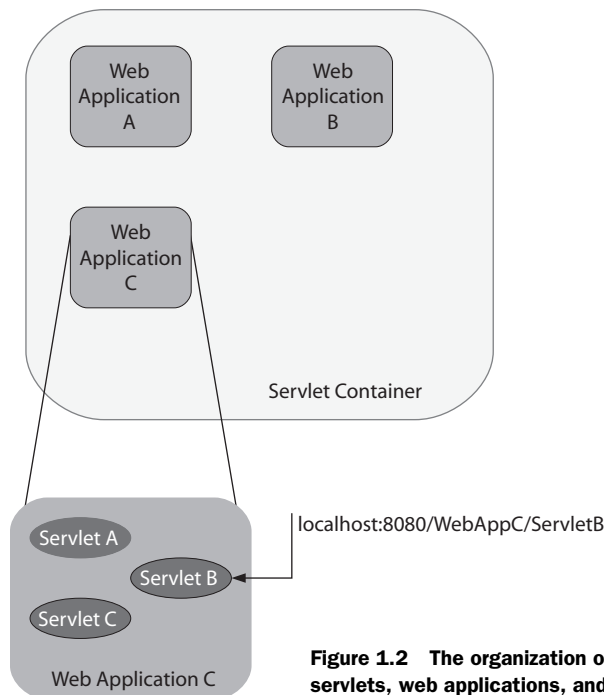 Web
Application
A
Web
Application
B
Web
Application
C
Servlet Container
Servlet A
localhost:8080/WebAppC/ServletB
Servlet B
Servlet C
Web Application C
Figure 1.2 The organization
servlets, web applications, and